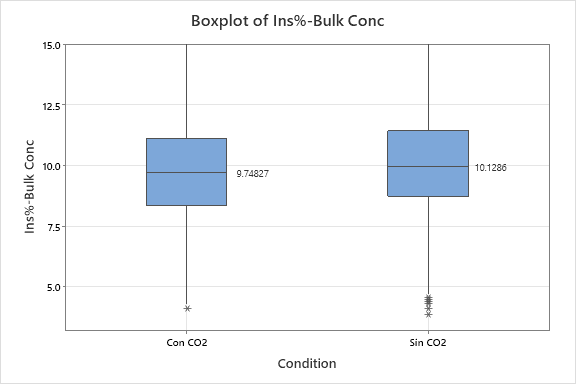 Boxplot of Ins%-Bulk Conc
15.0
12.5
10.0
7.5
5.0
Ins%-Bulk Conc
9.74827
10.1286
Con CO2
Sin CO2
Condition